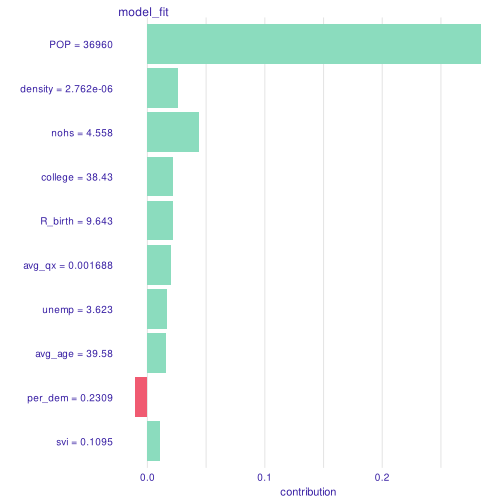 model_fit
POP = 36960
density = 2.762e-06
nohs = 4.558
college = 38.43
R_birth = 9.643
avg_qx = 0.001688
unemp = 3.623
avg_age = 39.58
per_dem = 0.2309
svi = 0.1095
0.0 0.1 0.2
contribution